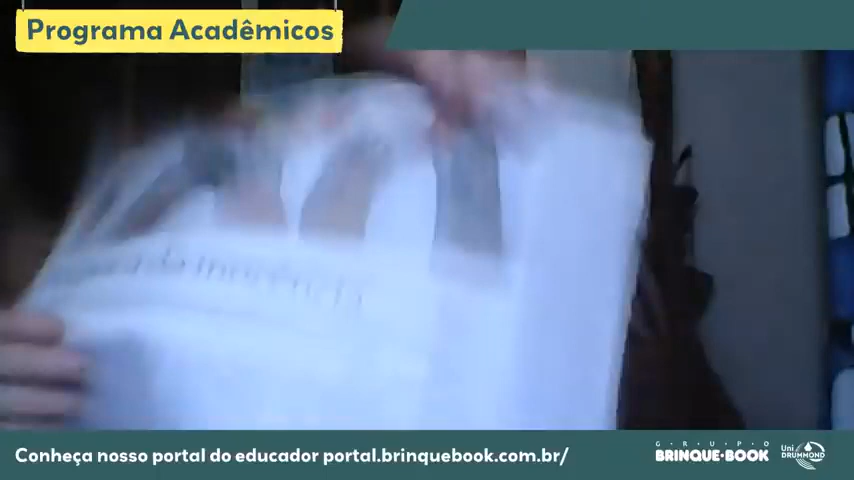 Programa Acadêmicos
Conheça nosso portal do educador portal.brinquebook.com.br/
GRUPO
BRINQUE-BOOK
Uni
DRUMMOND